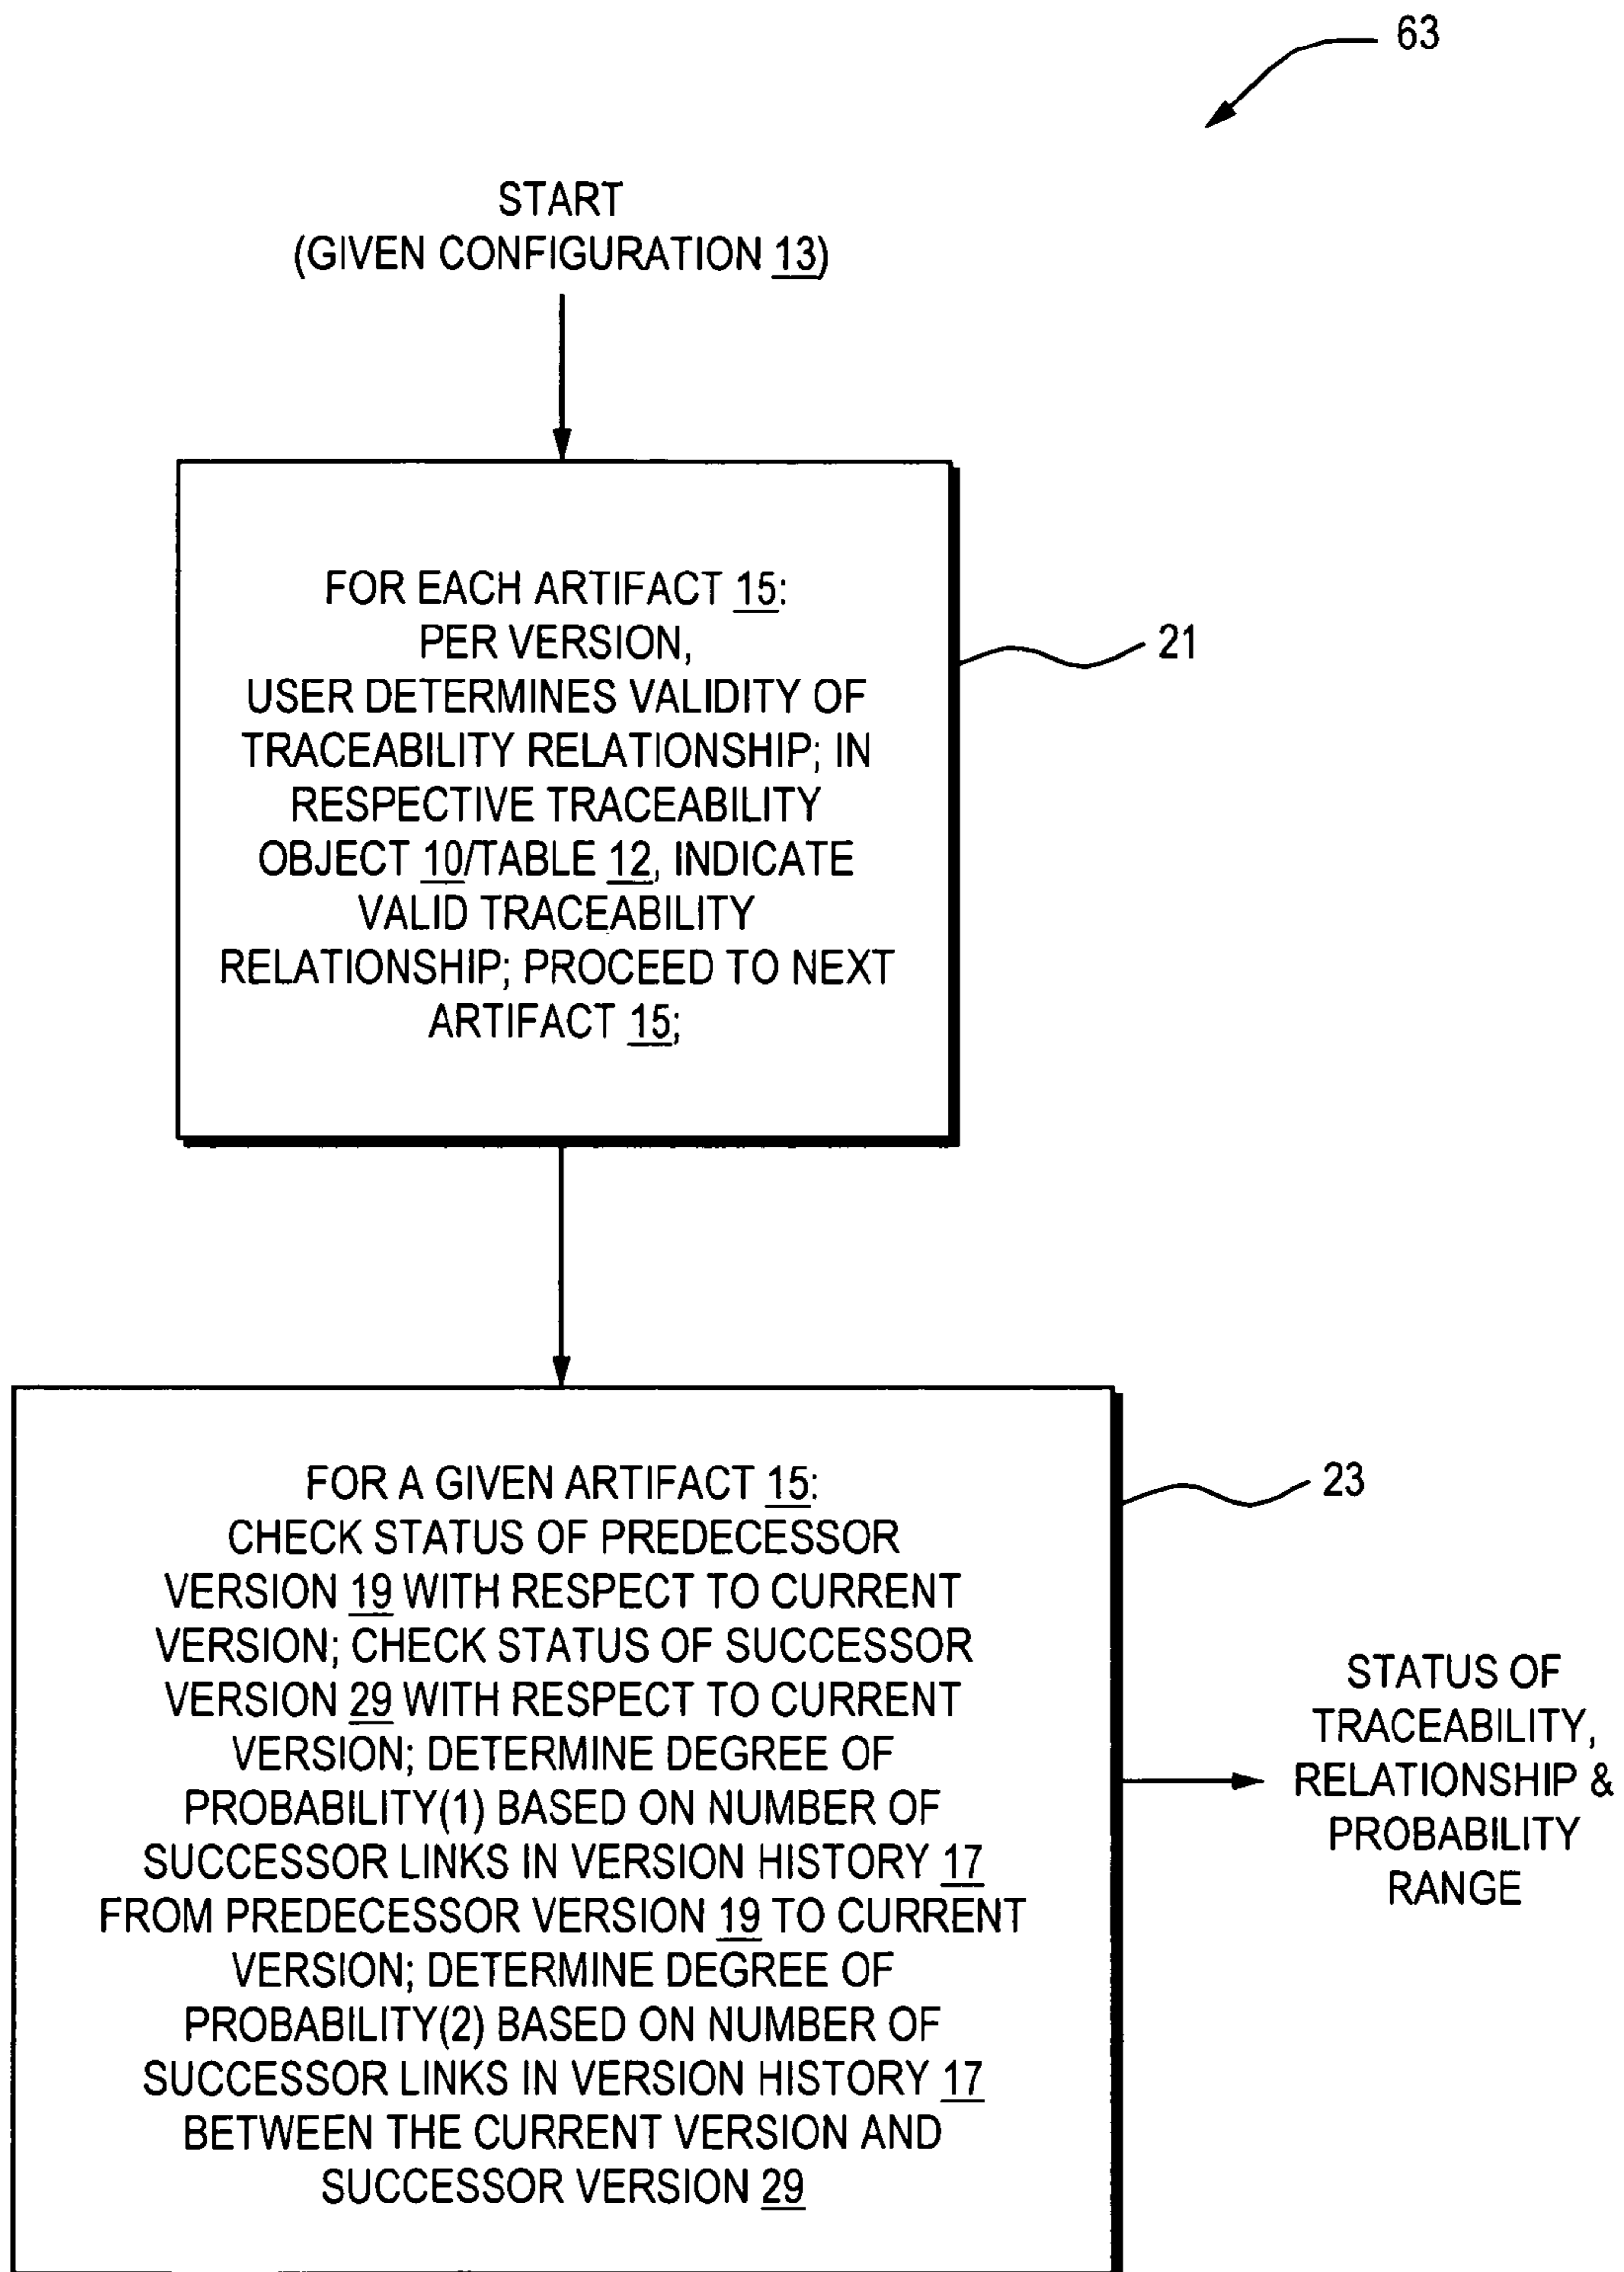 63
START
(GIVEN CONFIGURATION 13)
FOR EACH ARTIFACT 15:
PER VERSION,
USER DETERMINES VALIDITY OF
TRACEABILITY RELATIONSHIP; IN
RESPECTIVE TRACEABILITY
OBJECT 10/TABLE 12, INDICATE
VALID TRACEABILITY
RELATIONSHIP; PROCEED TO NEXT
ARTIFACT 15;
21
FOR A GIVEN ARTIFACT 15:
CHECK STATUS OF PREDECESSOR
VERSION 19 WITH RESPECT TO CURRENT
VERSION; CHECK STATUS OF SUCCESSOR
VERSION 29 WITH RESPECT TO CURRENT
VERSION; DETERMINE DEGREE OF
PROBABILITY(1) BASED ON NUMBER OF
SUCCESSOR LINKS IN VERSION HISTORY 17
FROM PREDECESSOR VERSION 19 TO CURRENT
VERSION; DETERMINE DEGREE OF
PROBABILITY(2) BASED ON NUMBER OF
SUCCESSOR LINKS IN VERSION HISTORY 17
BETWEEN THE CURRENT VERSION AND
SUCCESSOR VERSION 29
23
STATUS OF
TRACEABILITY,
RELATIONSHIP &
PROBABILITY
RANGE